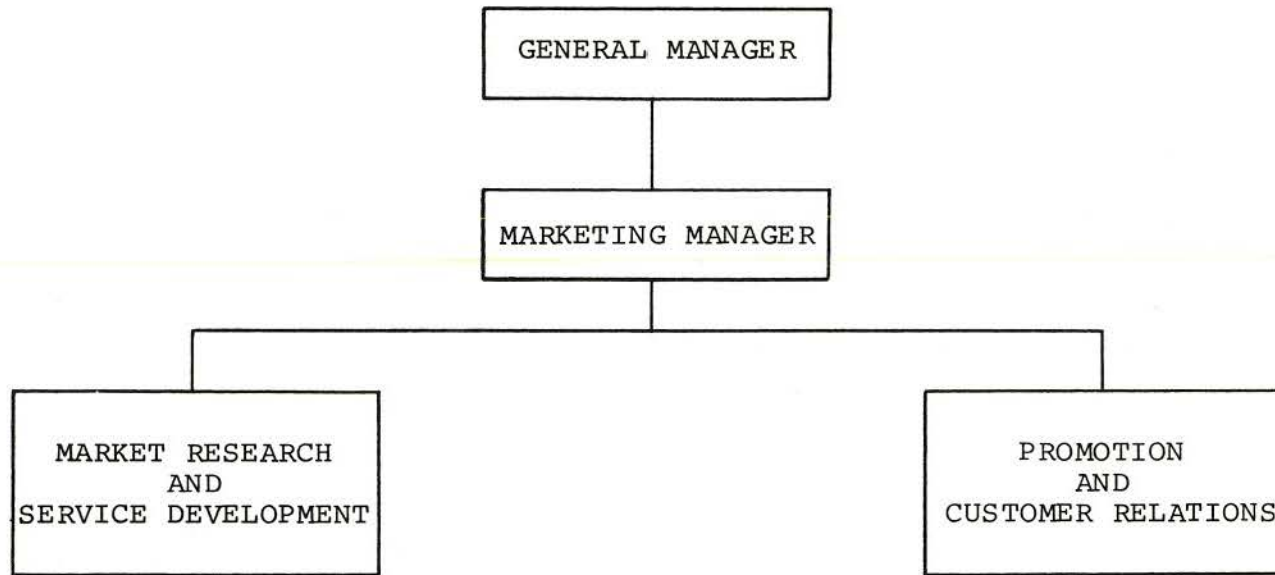 GENERAL MANAGER
MARKETING MANAGER
MARKET RESEARCH
AND
SERVICE DEVELOPMENT
PROMOTION
AND
CUSTOMER RELATIONS